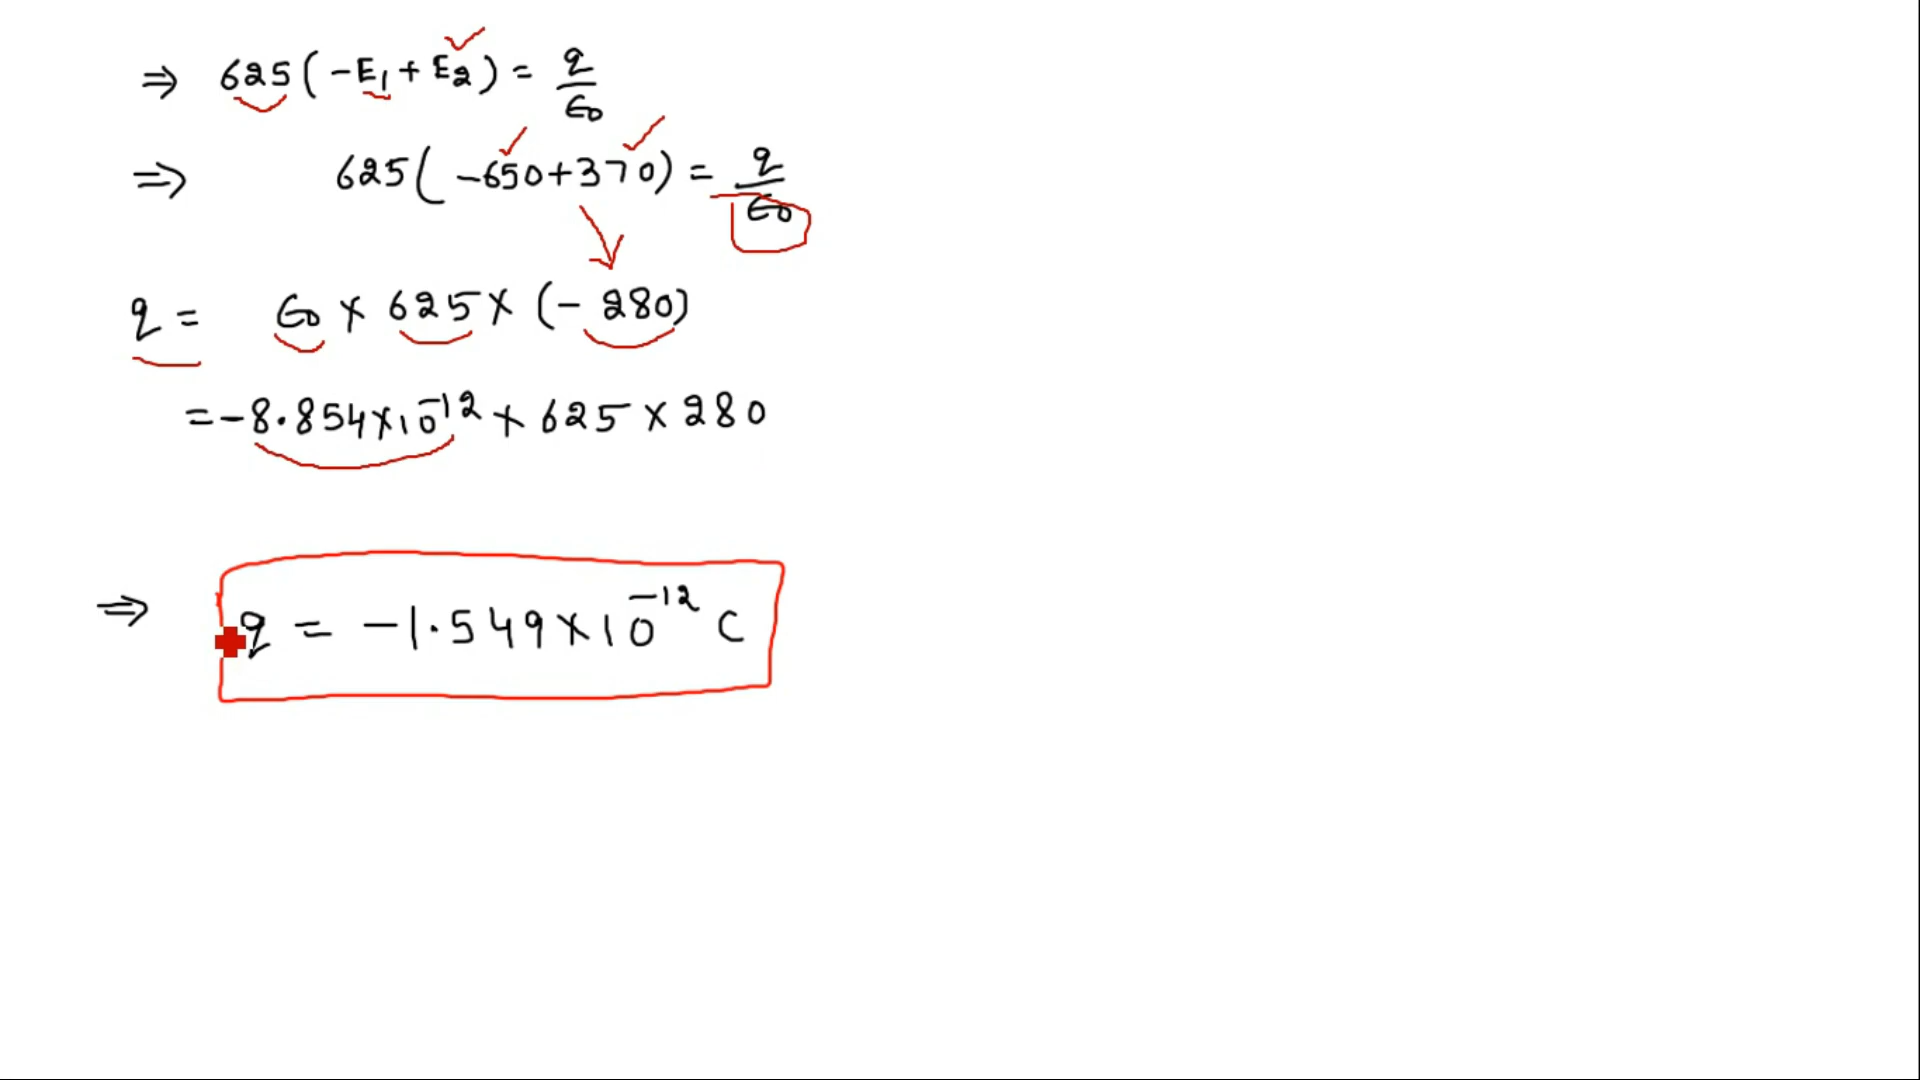 ⇒ 625(-E₁+E₂) = q/ϵ₀
⇒ 625(-650+370) = q/ϵ₀
q = ϵ₀ × 625 × (-280)
= -8.854×10⁻¹² × 625 × 280
⇒ q = -1.549×10⁻¹² C